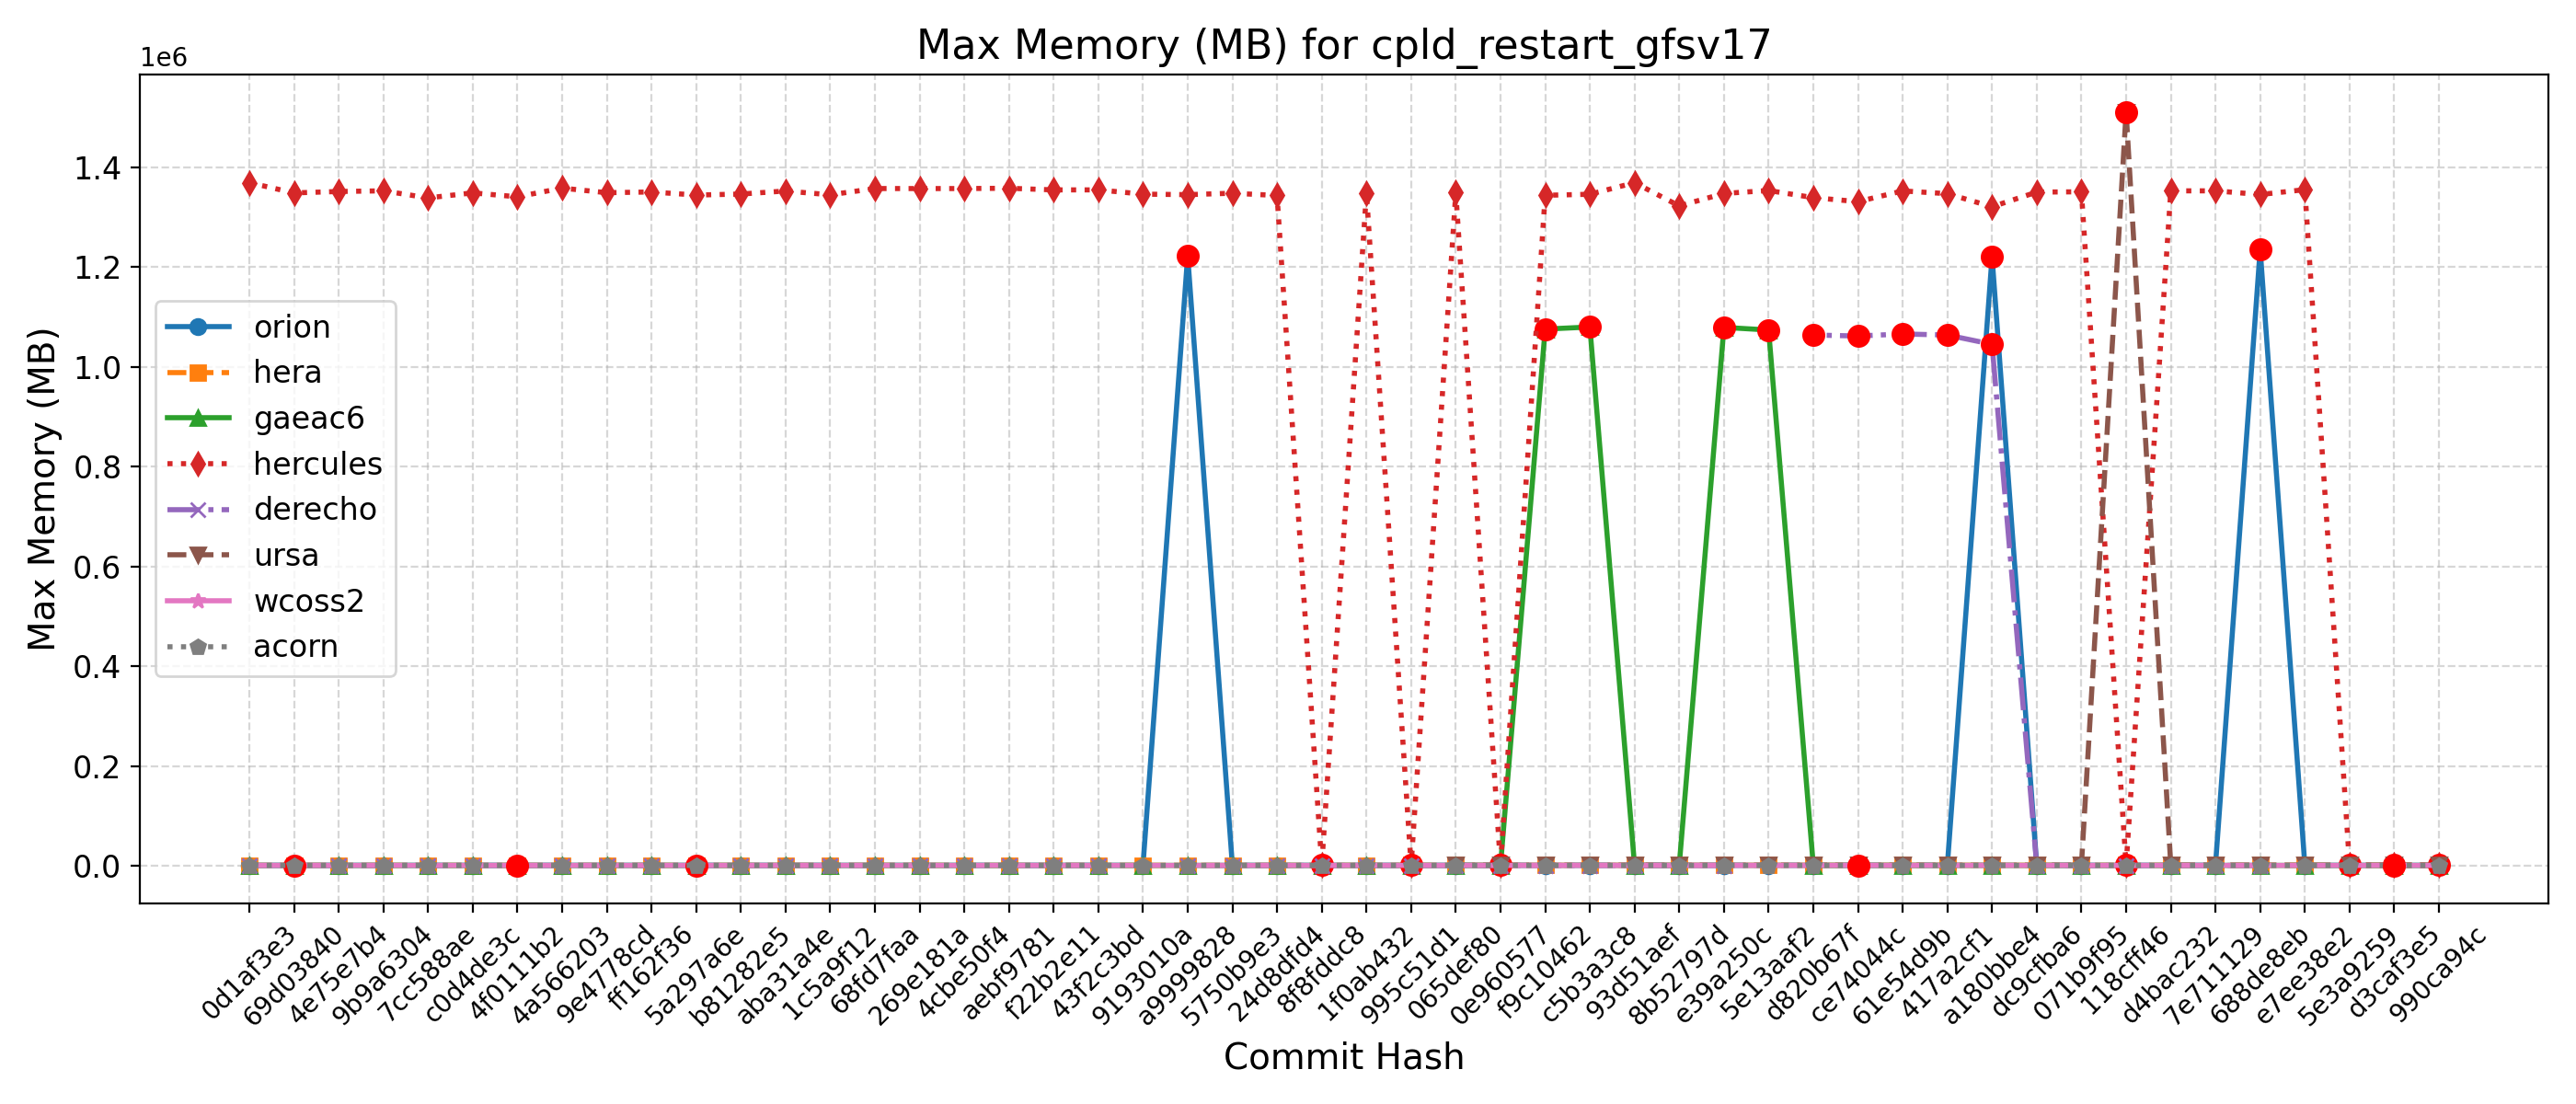 Max Memory (MB) for cpld_restart_gfsv17
1e6
1.4
1.2
1.0
0.8
0.6
0.4
0.2
0.0
Max Memory (MB)
orion
hera
gaeac6
hercules
derecho
ursa
wcoss2
acorn
0d1af3e3
69d03840
4e75e7b4
9b9a6304
7cc588ae
c0d4de3c
4f0111b2
4a566203
9e4778cd
ff162f36
5a297a6e
b81282e5
aba31a4e
1c5a9f12
68fd7faa
269e181a
4cbe50f4
aebf9781
f22b2e11
43f2c3bd
9193010a
a9999828
5750b9e3
24d8dfd4
8f8fddc8
1f0ab432
995c51d1
065def80
0e960577
f9c10462
c5b3a3c8
93d51aef
8b52797d
e39a250c
5e13aaf2
d820b67f
ce74044c
61e54d9b
417a2cf1
a180bbe4
dc9cfba6
071b9f95
118cff46
d4bac232
7e711129
688de8eb
e7ee38e2
5e3a9259
d3caf3e5
990ca94c
Commit Hash